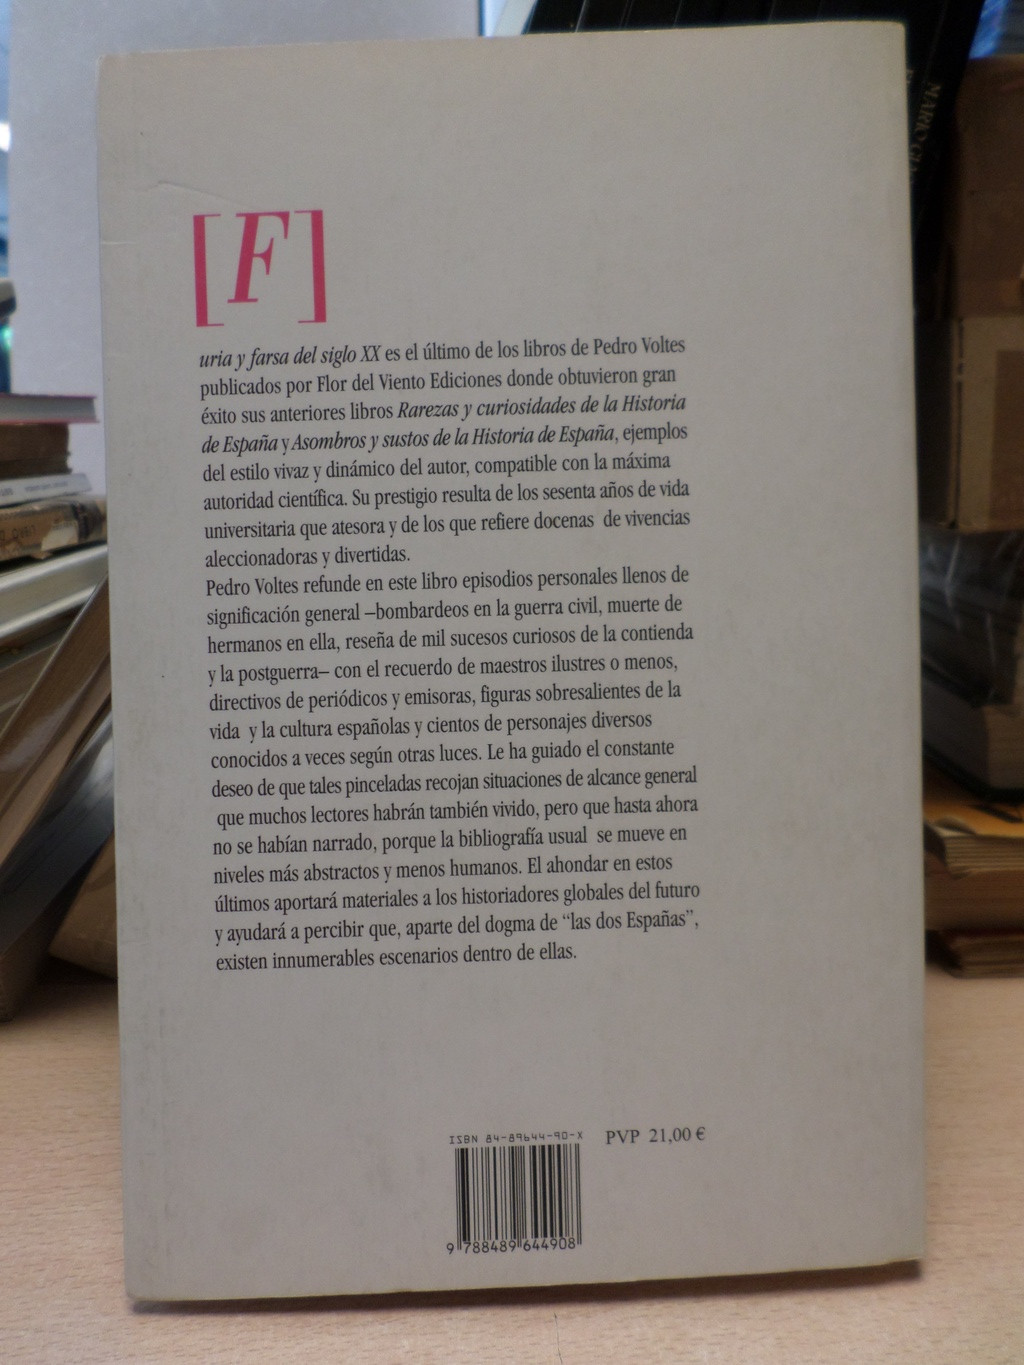 [F]
uria y farsa del siglo XX es el último de los libros de Pedro Voltes
publicados por Flor del Viento Ediciones donde obtuvieron gran
éxito sus anteriores libros Rarezas y curiosidades de la Historia
de España y Asombros y sustos de la Historia de España, ejemplos
del estilo vivaz y dinámico del autor, compatible con la máxima
autoridad científica. Su prestigio resulta de los sesenta años de vida
universitaria que atesora y de los que refiere docenas de vivencias
aleccionadoras y divertidas.
Pedro Voltes refunde en este libro episodios personales llenos de
significación general –bombardeos en la guerra civil, muerte de
hermanos en ella, reseña de mil sucesos curiosos de la contienda
y la postguerra– con el recuerdo de maestros ilustres o menos,
directivos de periódicos y emisoras, figuras sobresalientes de la
vida y la cultura españolas y cientos de personajes diversos
conocidos a veces según otras luces. Le ha guiado el constante
deseo de que tales pinceladas recojan situaciones de alcance general
que muchos lectores habrán también vivido, pero que hasta ahora
no se habían narrado, porque la bibliografía usual se mueve en
niveles más abstractos y menos humanos. El ahondar en estos
últimos aportará materiales a los historiadores globales del futuro
y ayudará a percibir que, aparte del dogma de “las dos Españas”,
existen innumerables escenarios dentro de ellas.
ISBN 84-89644-90-X
PVP 21,00 €
9 788489 644908
MARIO